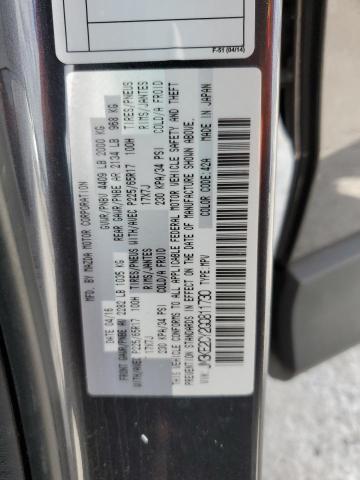 F-51 (04/14)
MFD. BY MAZDA MOTOR CORPORATION
DATE: 04/16 GVWR/PNBV 4409 LB 2000 KG
FRONT GAWR/PNBE AV 2282 LB 1035 KG REAR GAWR/PNBE AR 2134 LB 968 KG
TIRES/PNEUS WITH/AVEC P225/65R17 100H TIRES/PNEUS WITH/AVEC P225/65R17 100H
RIMS/JANTES 17X7J RIMS/JANTES 17X7J
COLD/A FROID 230 KPA/34 PSI COLD/A FROID 230 KPA/34 PSI
THIS VEHICLE CONFORMS TO ALL APPLICABLE FEDERAL MOTOR VEHICLE SAFETY AND THEFT
PREVENTION STANDARDS IN EFFECT ON THE DATE OF MANUFACTURE SHOWN ABOVE.
TYPE: MPV COLOR CODE: 42A MADE IN JAPAN